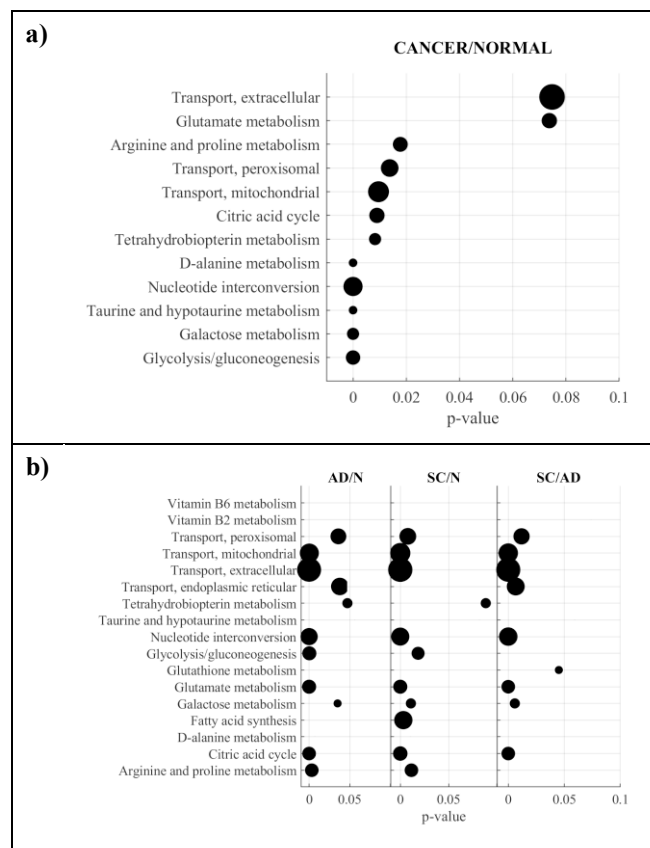 a)
CANCER/NORMAL
Transport, extracellular
Glutamate metabolism
Arginine and proline metabolism
Transport, peroxisomal
Transport, mitochondrial
Citric acid cycle
Tetrahydrobiopterin metabolism
D-alanine metabolism
Nucleotide interconversion
Taurine and hypotaurine metabolism
Galactose metabolism
Glycolysis/gluconeogenesis
0 0.02 0.04 0.06 0.08 0.1
p-value
b)
AD/N SC/N SC/AD
Vitamin B6 metabolism
Vitamin B2 metabolism
Transport, peroxisomal
Transport, mitochondrial
Transport, extracellular
Transport, endoplasmic reticular
Tetrahydrobiopterin metabolism
Taurine and hypotaurine metabolism
Nucleotide interconversion
Glycolysis/gluconeogenesis
Glutathione metabolism
Glutamate metabolism
Galactose metabolism
Fatty acid synthesis
D-alanine metabolism
Citric acid cycle
Arginine and proline metabolism
0 0.05 0 0.05 0 0.05 0.1
p-value